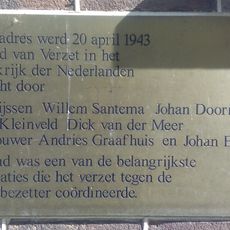 adres werd 20 april 1943
d van Verzet in het
krijk der Nederlanden
ht door
ijssen Willem Santema Johan Doorn
Kleinveld Dick van der Meer
ouwer Andries Graafhuis en Johan B
d was een van de belangrijkste
aties die het verzet tegen de
bezetter coördineerde.